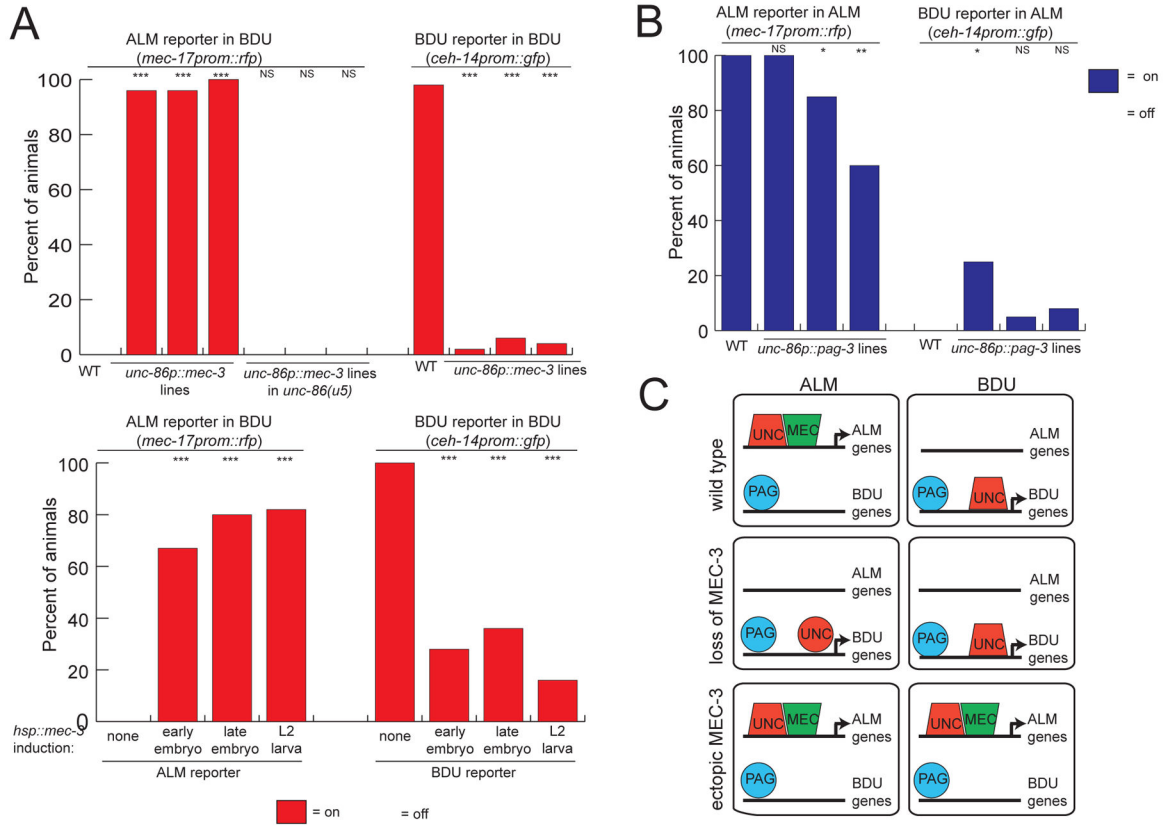 A
ALM reporter in BDU
(mec-17prom::rfp)
*** *** *** NS NS NS
BDU reporter in BDU
(ceh-14prom::gfp)
*** *** ***
Percent of animals
100
80
60
40
20
0
WT
unc-86p::mec-3
lines
unc-86p::mec-3 lines
in unc-86(u5)
WT
unc-86p::mec-3 lines
ALM reporter in BDU
(mec-17prom::rfp)
*** *** ***
BDU reporter in BDU
(ceh-14prom::gfp)
*** *** ***
Percent of animals
100
80
60
40
20
0
hsp::mec-3
induction:
none
early
embryo
late
embryo
L2
larva
ALM reporter
none
early
embryo
late
embryo
L2
larva
BDU reporter
= on
= off
B
ALM reporter in ALM
(mec-17prom::rfp)
NS * **
BDU reporter in ALM
(ceh-14prom::gfp)
* NS NS
= on
= off
Percent of animals
100
80
60
40
20
0
WT
unc-86p::pag-3 lines
WT
unc-86p::pag-3 lines
C
ALM
BDU
wild type
UNC MEC
ALM
genes
PAG
BDU
genes
ALM
genes
PAG UNC
BDU
genes
loss of MEC-3
ALM
genes
PAG UNC
BDU
genes
ALM
genes
PAG UNC
BDU
genes
ectopic MEC-3
UNC MEC
ALM
genes
PAG
BDU
genes
UNC MEC
ALM
genes
PAG
BDU
genes